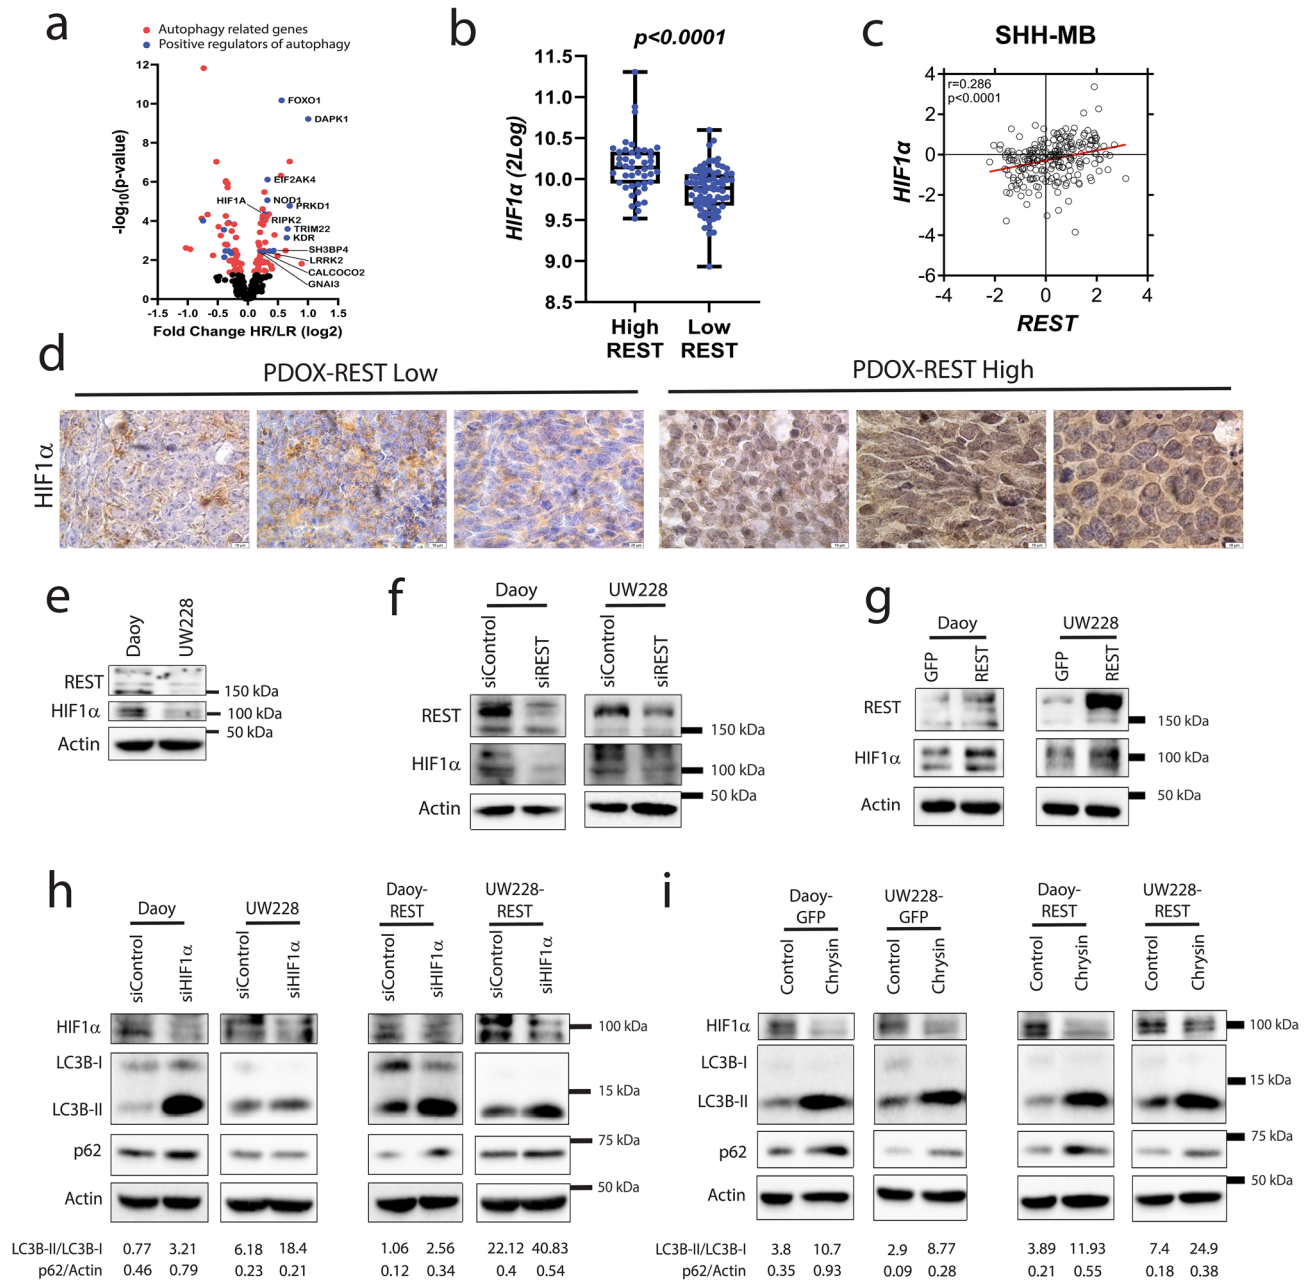 a
Autophagy related genes
Positive regulators of autophagy
12
10
8
6
4
2
0
-log10(p-value)
FOXO1
DAPK1
EIF2AK4
HIF1A
NOD1
PRKD1
RIPK2
TRIM22
KDR
SH3BP4
LRRK2
CALCOCO2
GNAI3
-1.5 -1.0 -0.5 0.0 0.5 1.0 1.5
Fold Change HR/LR (log2)
b
p<0.0001
11.5
11.0
10.5
10.0
9.5
9.0
8.5
HIF1α (2Log)
High REST
Low REST
c
SHH-MB
r=0.286
p<0.0001
4
2
0
-2
-4
-6
HIF1α
-4 -2 0 2 4
REST
d
PDOX-REST Low
PDOX-REST High
HIF1α
e
Daoy
UW228
REST
HIF1α
Actin
150 kDa
100 kDa
50 kDa
f
Daoy
UW228
siControl
siREST
siControl
siREST
REST
HIF1α
Actin
150 kDa
100 kDa
50 kDa
g
Daoy
UW228
GFP
REST
GFP
REST
REST
HIF1α
Actin
150 kDa
100 kDa
50 kDa
h
Daoy
UW228
Daoy-
REST
UW228-
REST
siControl
siHIF1α
siControl
siHIF1α
siControl
siHIF1α
siControl
siHIF1α
HIF1α
LC3B-I
LC3B-II
p62
Actin
100 kDa
15 kDa
75 kDa
50 kDa
LC3B-II/LC3B-I 0.77 3.21 6.18 18.4 1.06 2.56 22.12 40.83
p62/Actin 0.46 0.79 0.23 0.21 0.12 0.34 0.4 0.54
i
Daoy-
GFP
UW228-
GFP
Daoy-
REST
UW228-
REST
Control
Chrysin
Control
Chrysin
Control
Chrysin
Control
Chrysin
HIF1α
LC3B-I
LC3B-II
p62
Actin
100 kDa
15 kDa
75 kDa
50 kDa
LC3B-II/LC3B-I 3.8 10.7 2.9 8.77 3.89 11.93 7.4 24.9
p62/Actin 0.35 0.93 0.09 0.28 0.21 0.55 0.18 0.38